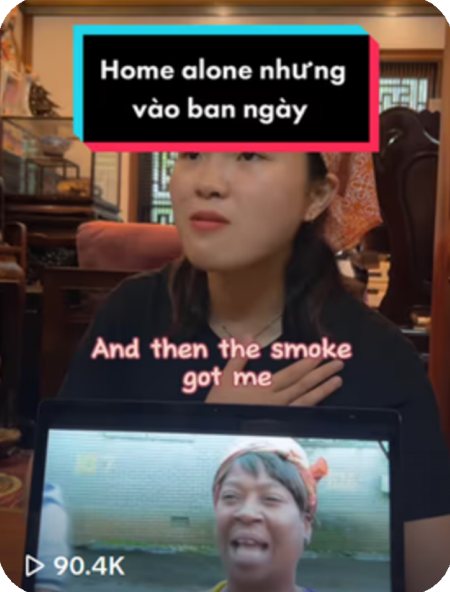 Home alone nhưng
vào ban ngày
And then the smoke
got me
90.4K